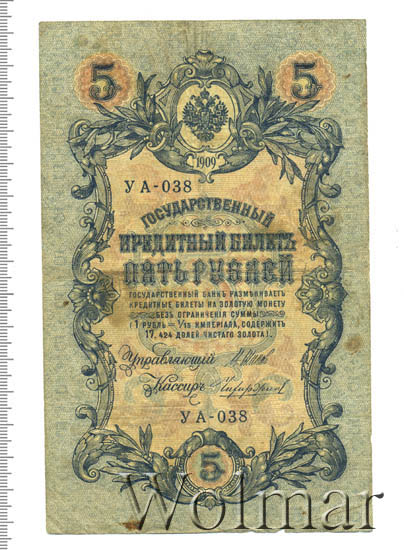 5 5
1909
УА-038
ГОСУДАРСТВЕННЫЙ
КРЕДИТНЫЙ БИЛЕТЪ
ПЯТЬ РУБЛЕЙ
ГОСУДАРСТВЕННЫЙ БАНКЪ РАЗМѢНИВАЕТЪ
КРЕДИТНЫЕ БИЛЕТЫ НА ЗОЛОТУЮ МОНЕТУ
БЕЗЪ ОГРАНИЧЕНІЯ СУММЫ
(1 РУБЛЬ = 1/15 ИМПЕРІАЛА, СОДЕРЖИТЪ
17,424 ДОЛЕЙ ЧИСТАГО ЗОЛОТА).
Управляющій
Кассиръ
УА-038
5
Wolmar